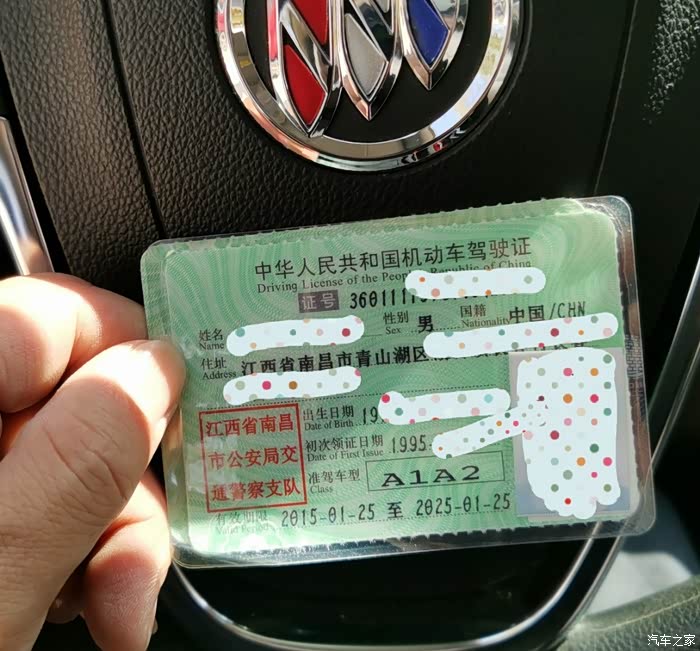 中华人民共和国机动车驾驶证
Driving License of the People's Republic of China
证号 3601111
姓名
Name
性别
Sex 男
国籍
Nationality 中国/CHN
住址
Address 江西省南昌市青山湖区
江西省南昌
市公安局交
通警察支队
出生日期
Date of Birth 19
初次领证日期
Date of First Issue 1995-
准驾车型
Class A1A2
有效期限
Valid Period 2015-01-25 至 2025-01-25
汽车之家